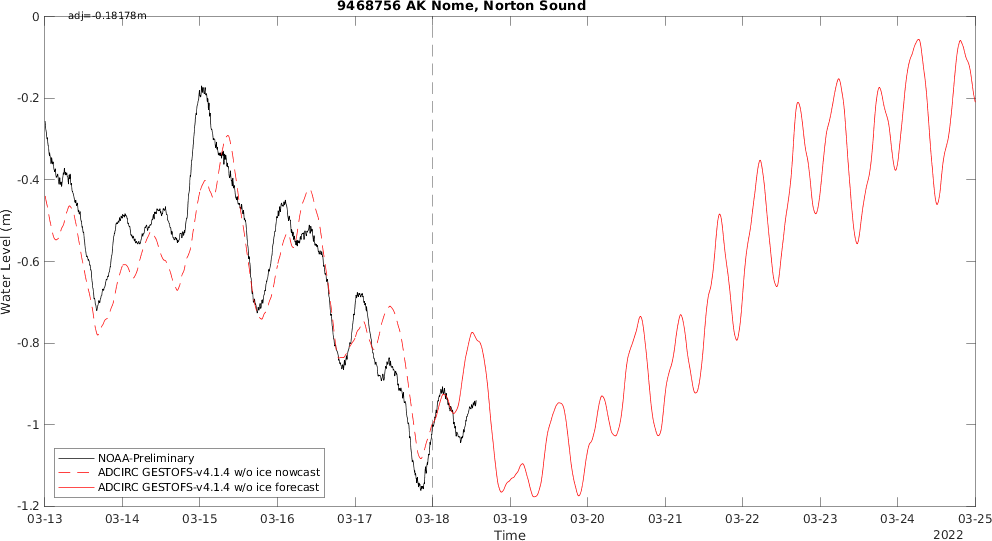 9468756 AK Nome, Norton Sound
adj=-0.18178m
0
-0.2
-0.4
-0.6
-0.8
-1
-1.2
Water Level (m)
NOAA-Preliminary
ADCIRC GESTOFS-v4.1.4 w/o ice nowcast
ADCIRC GESTOFS-v4.1.4 w/o ice forecast
03-13 03-14 03-15 03-16 03-17 03-18 03-19 03-20 03-21 03-22 03-23 03-24 03-25
Time
2022